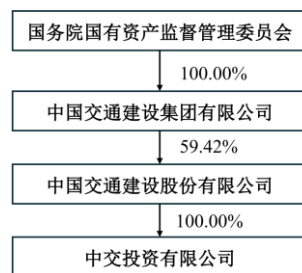 国务院国有资产监督管理委员会
100.00%
中国交通建设集团有限公司
59.42%
中国交通建设股份有限公司
100.00%
中交投资有限公司